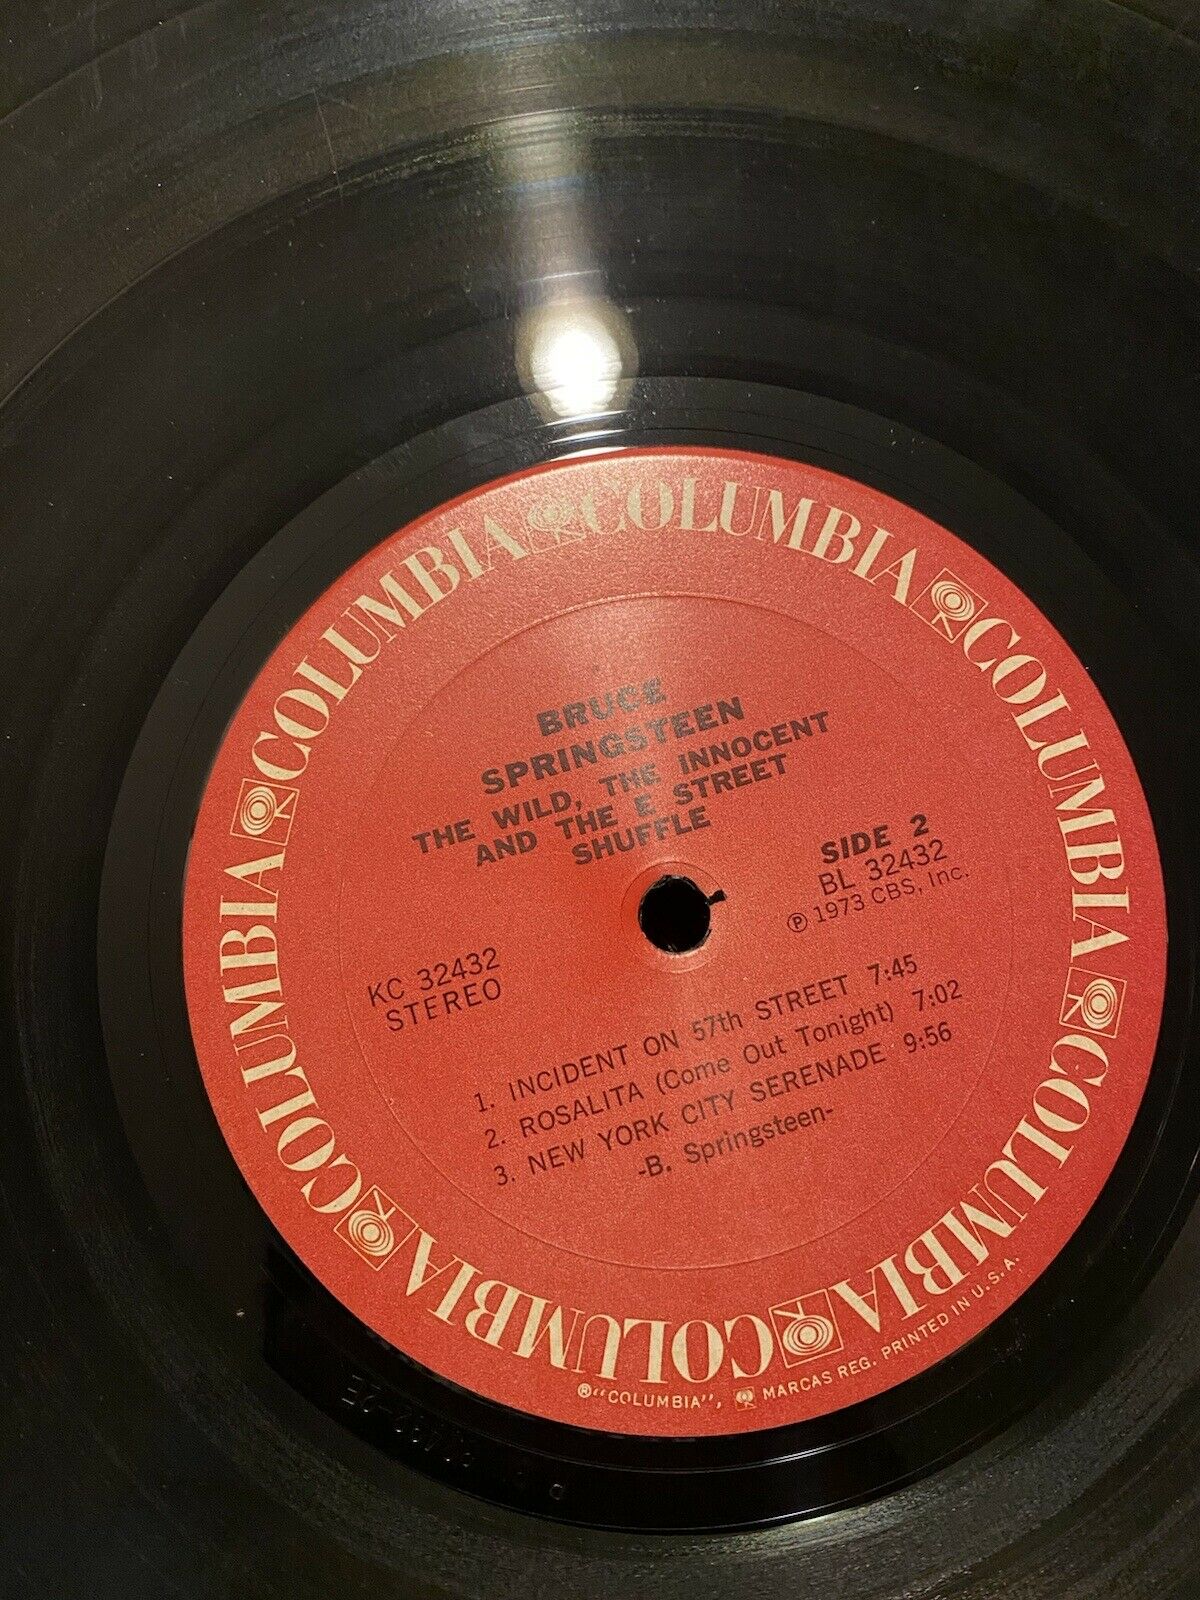 COLUMBIA COLUMBIA COLUMBIA COLUMBIA COLUMBIA COLUMBIA
BRUCE
SPRINGSTEEN
THE WILD, THE INNOCENT
AND THE E STREET
SHUFFLE
SIDE 2
BL 32432
℗ 1973 CBS, Inc.
KC 32432
STEREO
1. INCIDENT ON 57th STREET 7:45
2. ROSALITA (Come Out Tonight) 7:02
3. NEW YORK CITY SERENADE 9:56
-B. Springsteen-
®"COLUMBIA", MARCAS REG. PRINTED IN U.S.A.